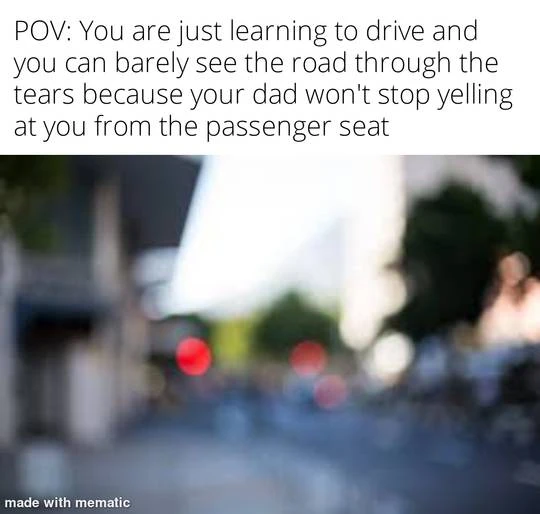 POV: You are just learning to drive and
you can barely see the road through the
tears because your dad won't stop yelling
at you from the passenger seat
made with mematic